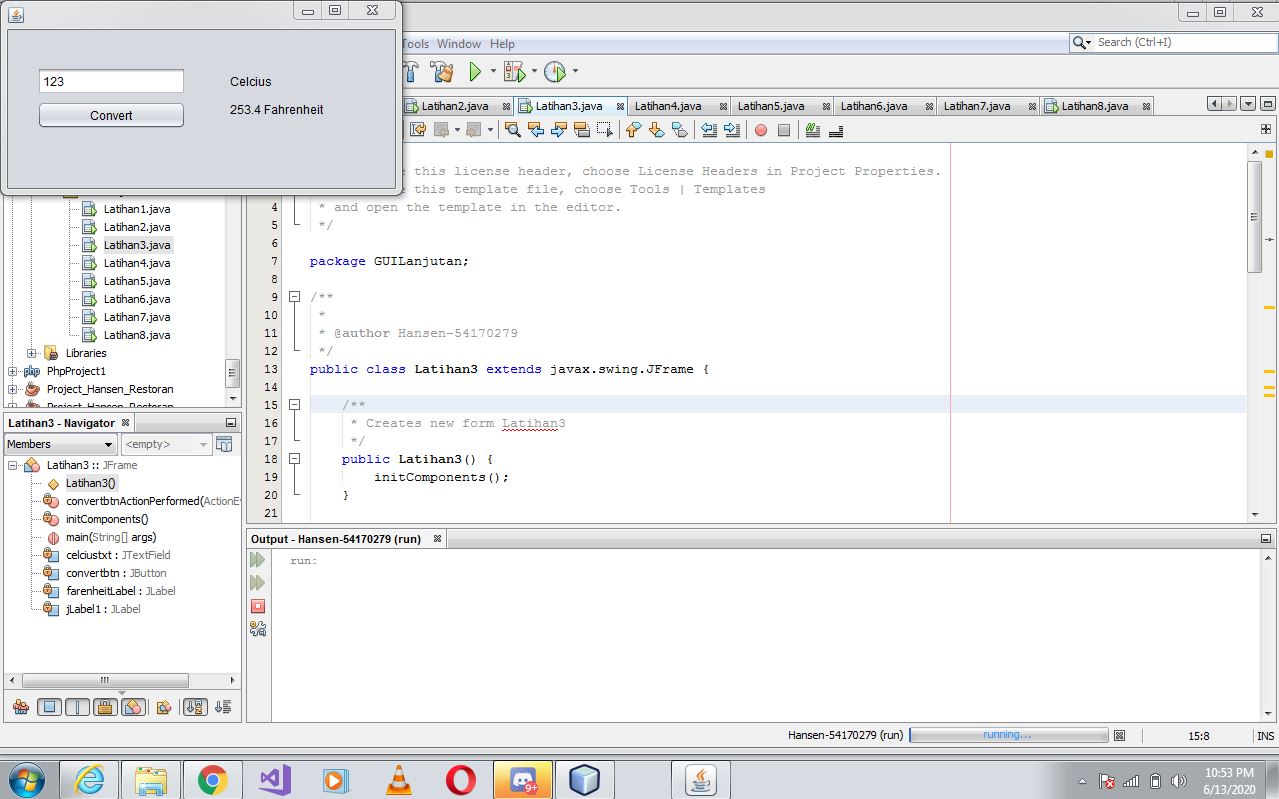 123
Celcius
Convert
253.4 Fahrenheit
Tools Window Help
Search (Ctrl+I)
Latihan2.java
Latihan3.java
Latihan4.java
Latihan5.java
Latihan6.java
Latihan7.java
Latihan8.java
this license header, choose License Headers in Project Properties.
this template file, choose Tools | Templates
4 * and open the template in the editor.
5 */
6
7 package GUILanjutan;
8
9 /**
10 *
11 * @author Hansen-54170279
12 */
13 public class Latihan3 extends javax.swing.JFrame {
14
15 /**
16 * Creates new form Latihan3
17 */
18 public Latihan3() {
19 initComponents();
20 }
21
Latihan1.java
Latihan2.java
Latihan3.java
Latihan4.java
Latihan5.java
Latihan6.java
Latihan7.java
Latihan8.java
Libraries
PhpProject1
Project_Hansen_Restoran
Project_Hansen_Restoran
Latihan3 - Navigator
Members
<empty>
Latihan3 :: JFrame
Latihan3()
convertbtnActionPerformed(ActionE
initComponents()
main(String[] args)
celciustxt : JTextField
convertbtn : JButton
farenheitLabel : JLabel
jLabel1 : JLabel
Output - Hansen-54170279 (run)
run:
Hansen-54170279 (run)
running...
15:8
INS
9+
10:53 PM
6/13/2020